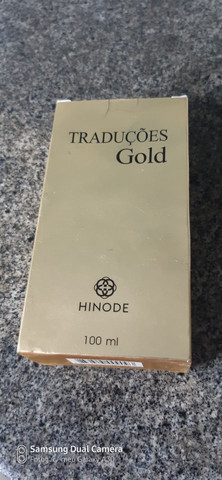 TRADUÇÕES
Gold
HINODE
100 ml
Samsung Dual Camera